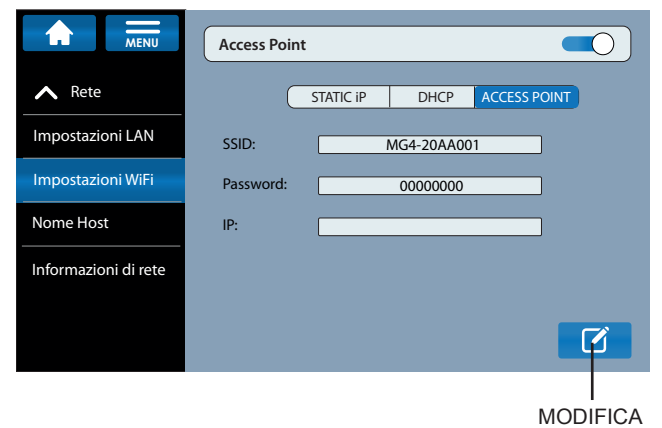 MENU
Access Point
Rete
STATIC iP DHCP ACCESS POINT
Impostazioni LAN
SSID: MG4-20AA001
Impostazioni WiFi
Password: 00000000
Nome Host
IP:
Informazioni di rete
MODIFICA